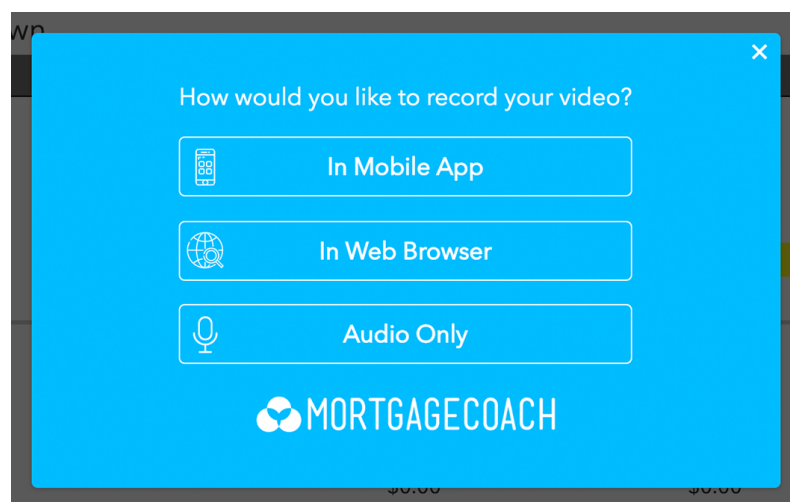 How would you like to record your video?
In Mobile App
In Web Browser
Audio Only
MORTGAGECOACH